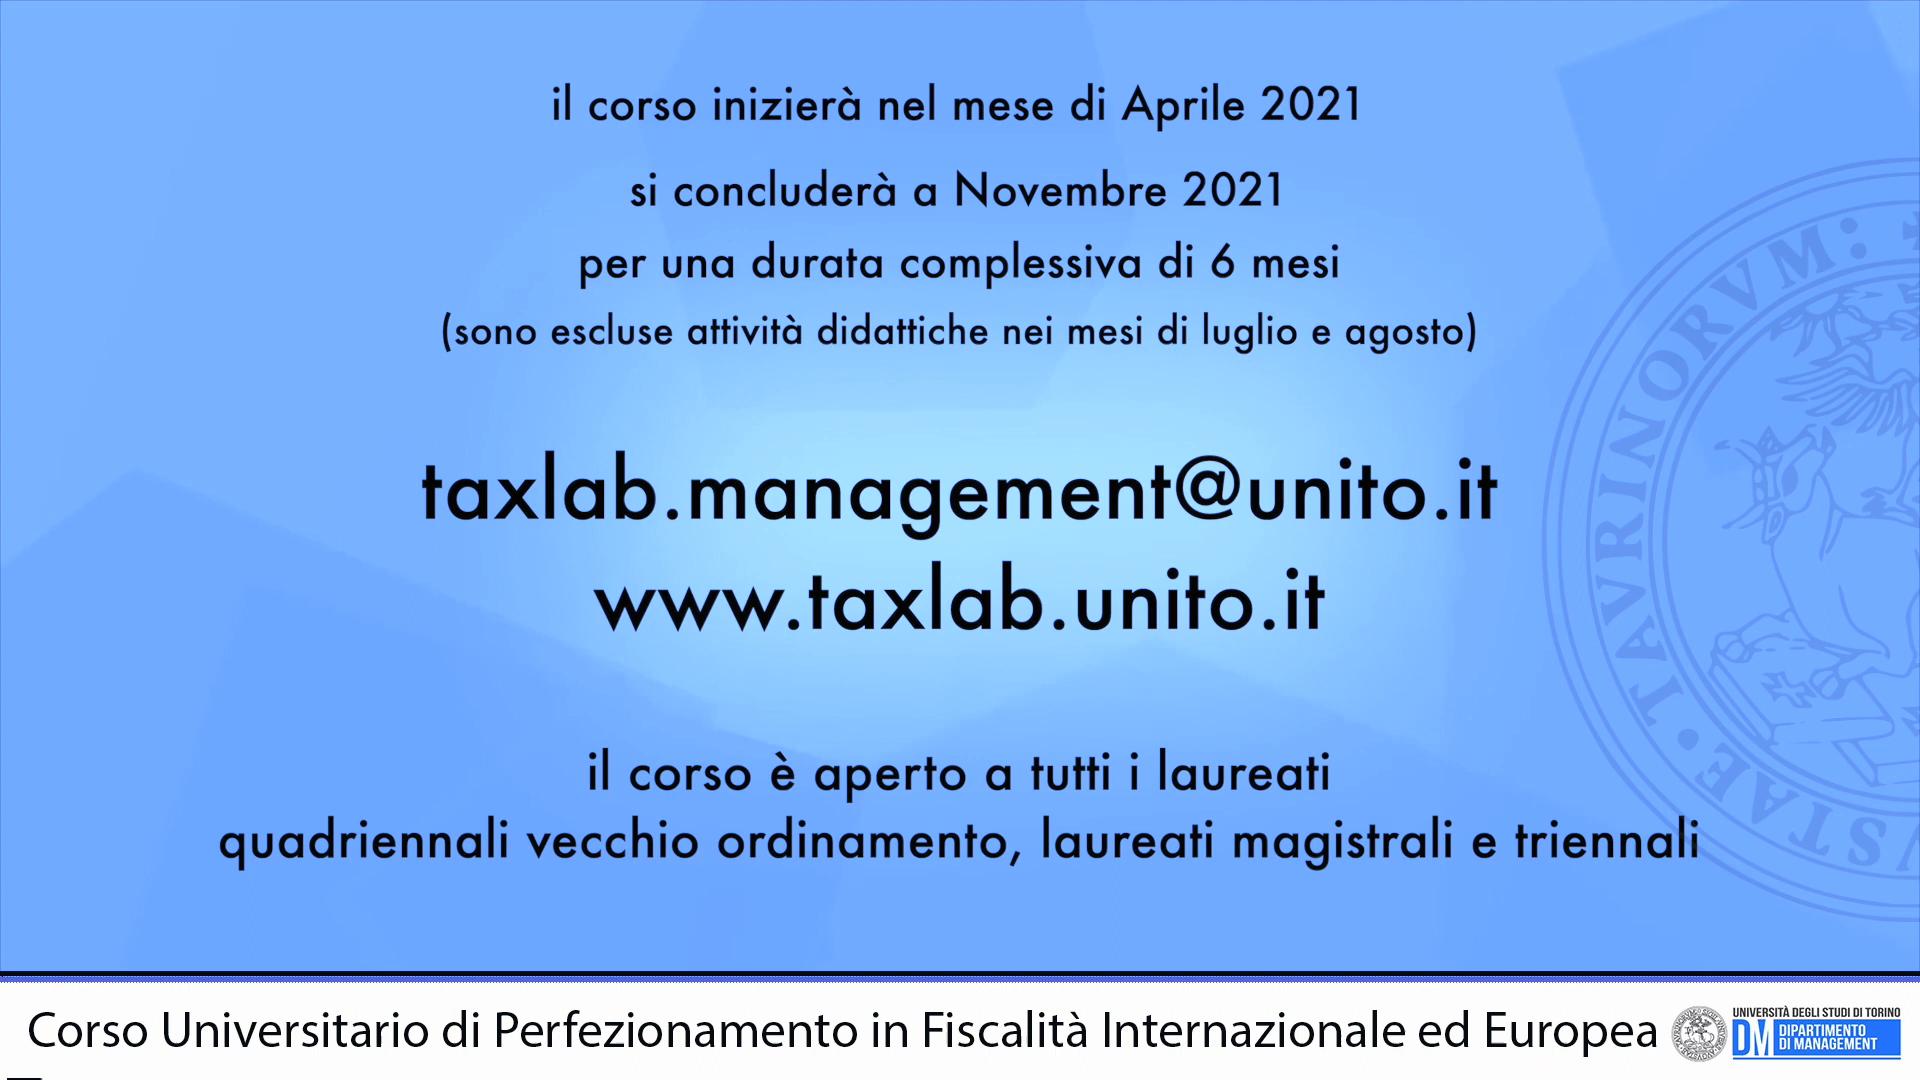 il corso inizierà nel mese di Aprile 2021
si concluderà a Novembre 2021
per una durata complessiva di 6 mesi
(sono escluse attività didattiche nei mesi di luglio e agosto)
taxlab.management@unito.it
www.taxlab.unito.it
il corso è aperto a tutti i laureati
quadriennali vecchio ordinamento, laureati magistrali e triennali
TAVRINORVM:
Corso Universitario di Perfezionamento in Fiscalità Internazionale ed Europea
UNIVERSITÀ DEGLI STUDI DI TORINO
DM DIPARTIMENTO
DI MANAGEMENT